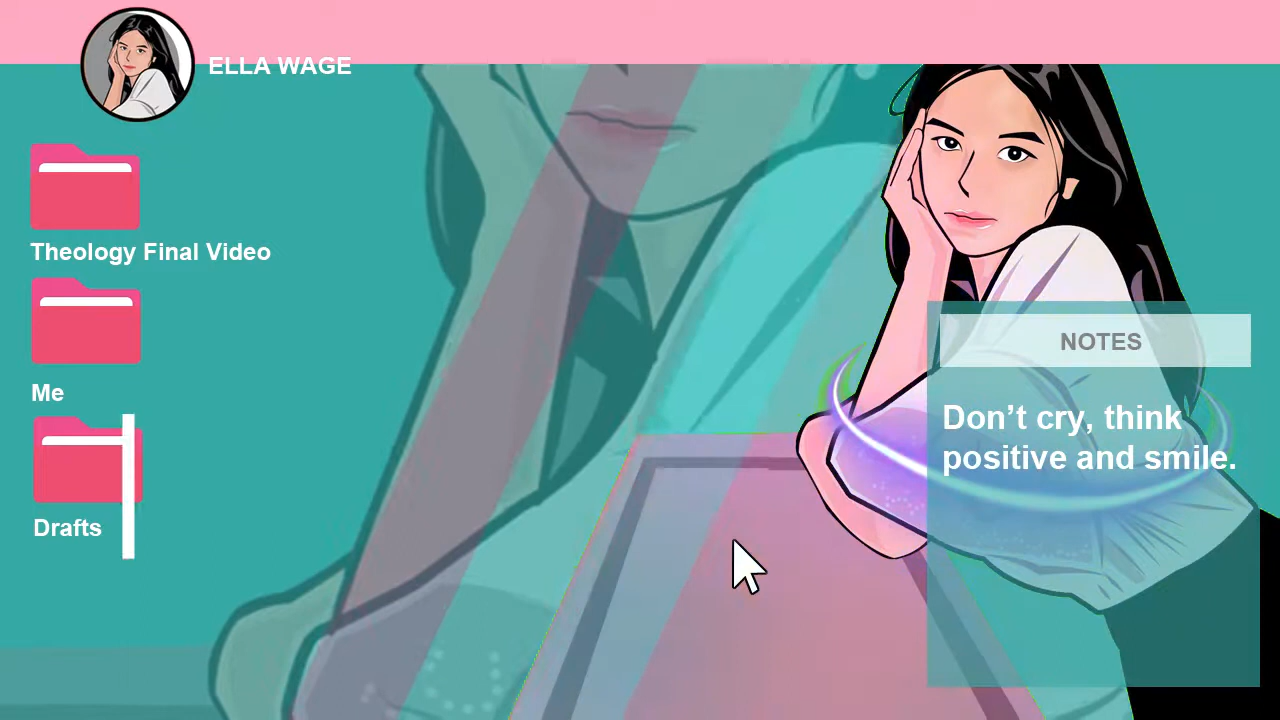 ELLA WAGE
Theology Final Video
Me
Drafts
NOTES
Don’t cry, think
positive and smile.